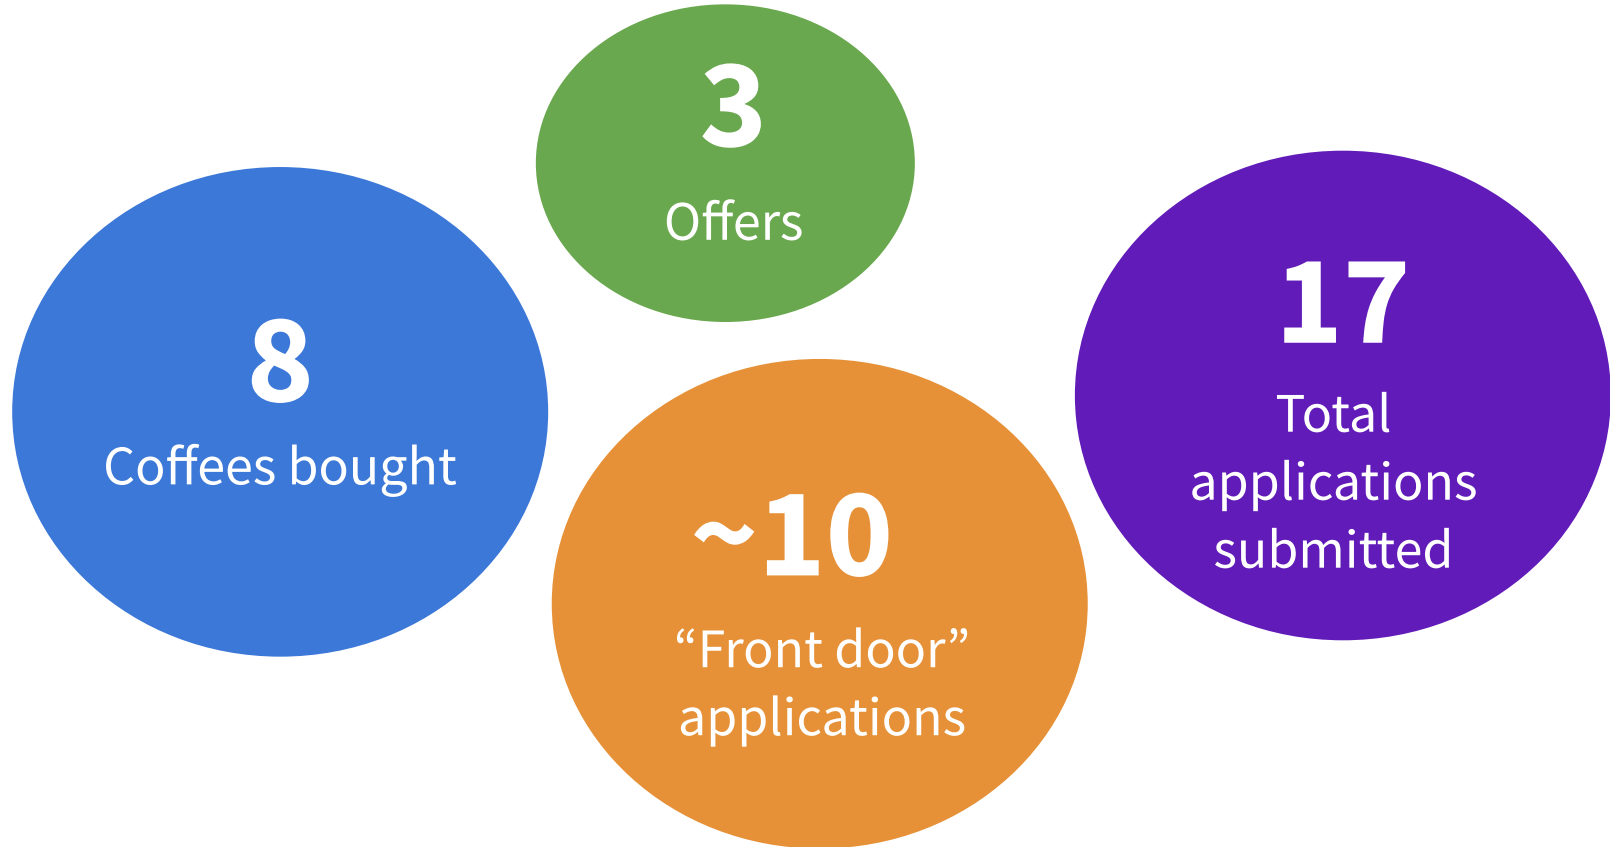 3
Offers
8
Coffees bought
~10
“Front door”
applications
17
Total
applications
submitted